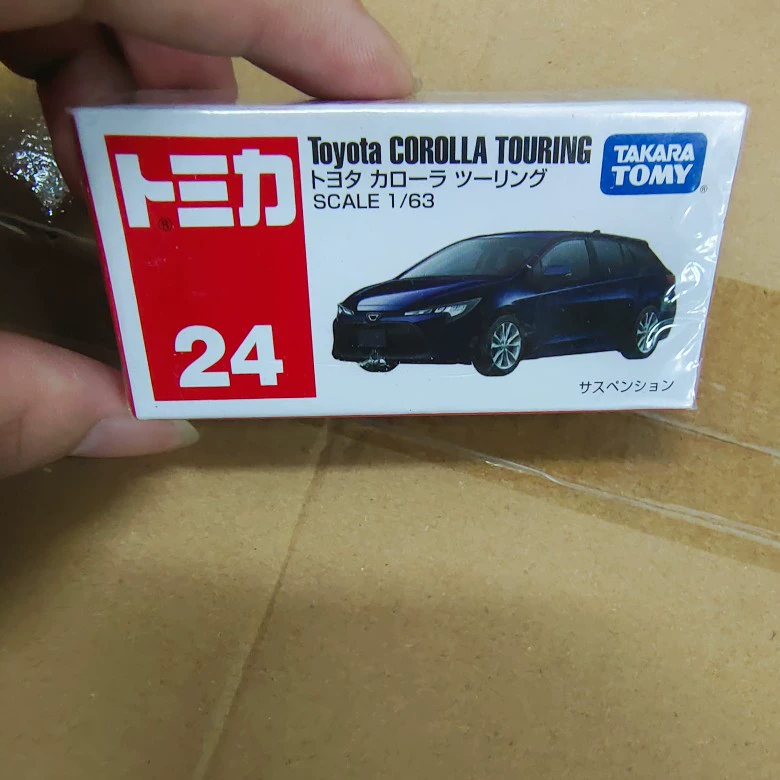 トミカ®
24
Toyota COROLLA TOURING
トヨタ カローラ ツーリング
SCALE 1/63
TAKARA
TOMY®
サスペンション